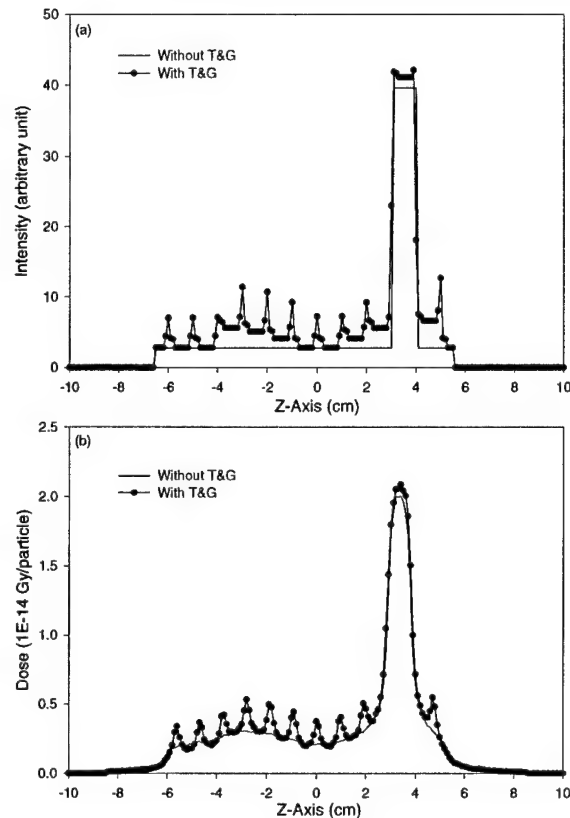 (a)
Without T&G
With T&G
50
40
30
20
10
0
Intensity (arbitrary unit)
-10 -8 -6 -4 -2 0 2 4 6 8 10
Z-Axis (cm)
(b)
Without T&G
With T&G
2.5
2.0
1.5
1.0
0.5
0.0
Dose (1E-14 Gy/particle)
-10 -8 -6 -4 -2 0 2 4 6 8 10
Z-Axis (cm)